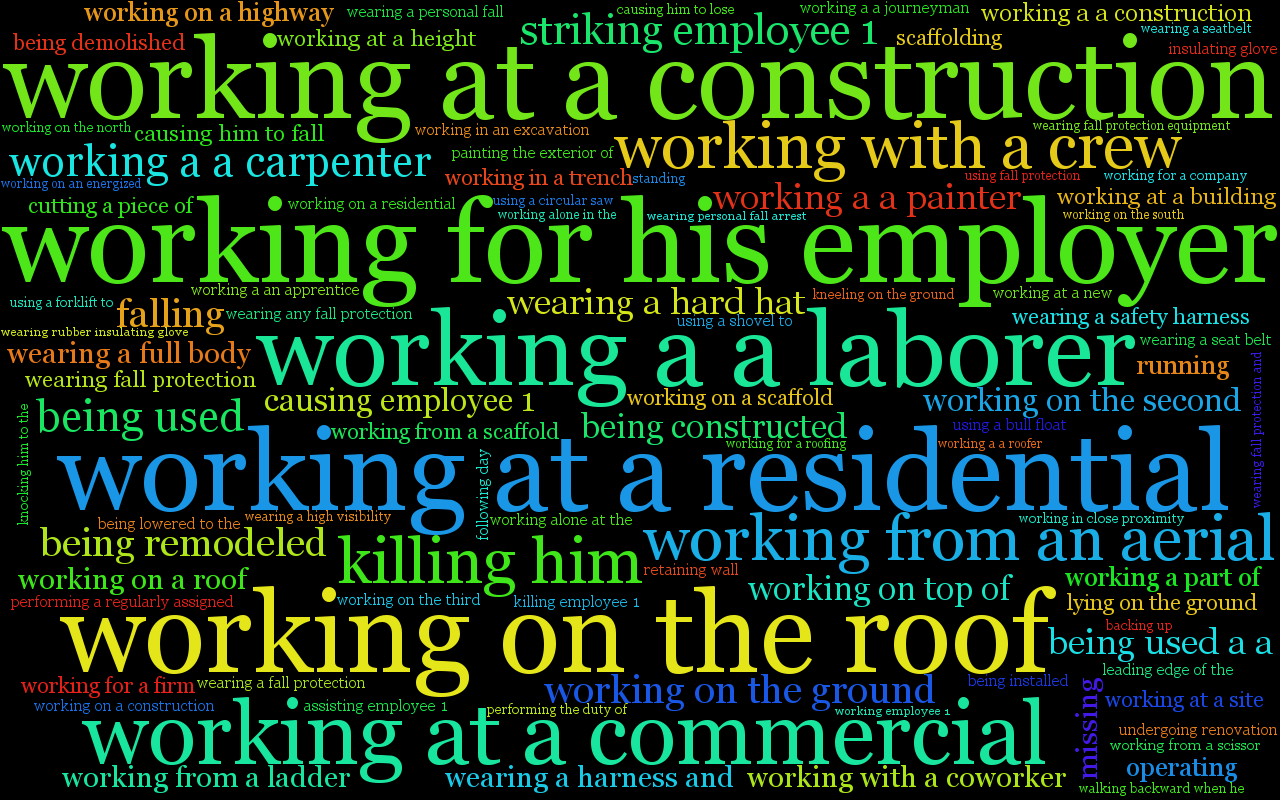 working on a highway
wearing a personal fall
causing him to lose
working a a journeyman
working a a construction
being demolished
working at a height
striking employee 1
scaffolding
wearing a seatbelt
insulating glove
working at a construction
working on the north
causing him to fall
working in an excavation
wearing fall protection equipment
working a a carpenter
painting the exterior of
working with a crew
working on an energized
working in a trench
standing
using fall protection
working for a company
cutting a piece of
working on a residential
using a circular saw
working alone in the
wearing personal fall arrest
working a a painter
working at a building
working on the south
working for his employer
working a an apprentice
using a forklift to
falling
wearing any fall protection
wearing a hard hat
kneeling on the ground
working at a new
wearing rubber insulating glove
using a shovel to
wearing a safety harness
wearing a full body
working a a laborer
wearing a seat belt
wearing fall protection
running
wearing fall protection and
causing employee 1
working on a scaffold
working on the second
knocking him to the
being used
working from a scaffold
being constructed
using a bull float
working for a roofing
working a a roofer
working at a residential
following day
being lowered to the
wearing a high visibility
working alone at the
working in close proximity
being remodeled
killing him
working from an aerial
retaining wall
working on a roof
working on top of
working a part of
performing a regularly assigned
working on the third
killing employee 1
lying on the ground
working on the roof
backing up
being used a a
leading edge of the
working for a firm
wearing a fall protection
working on the ground
being installed
missing
working on a construction
assisting employee 1
performing the duty of
working employee 1
working at a site
working at a commercial
undergoing renovation
working from a scissor
working from a ladder
wearing a harness and
working with a coworker
operating
walking backward when he